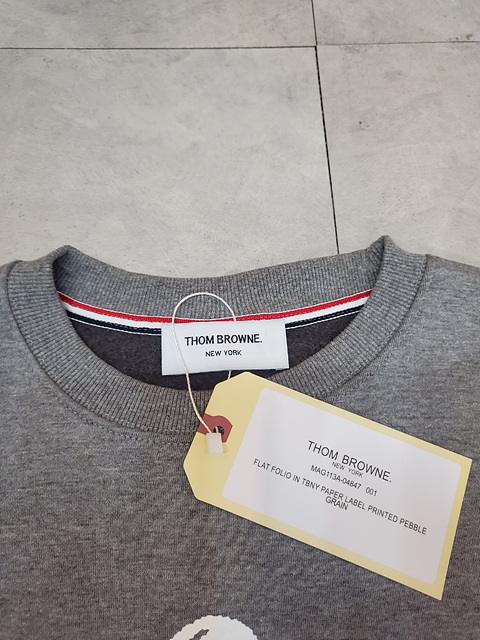 THOM BROWNE.
NEW YORK
THOM BROWNE.
NEW YORK
MAG113A-04847 001
FLAT FOLIO IN TBNY PAPER LABEL PRINTED PEBBLE
GRAIN